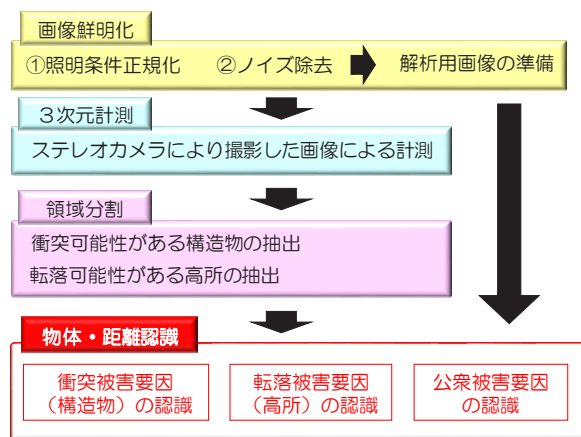 画像鮮明化
①照明条件正規化 ②ノイズ除去 解析用画像の準備
3次元計測
ステレオカメラにより撮影した画像による計測
領域分割
衝突可能性がある構造物の抽出
転落可能性がある高所の抽出
物体・距離認識
衝突被害要因
（構造物）の認識
転落被害要因
（高所）の認識
公衆被害要因
の認識